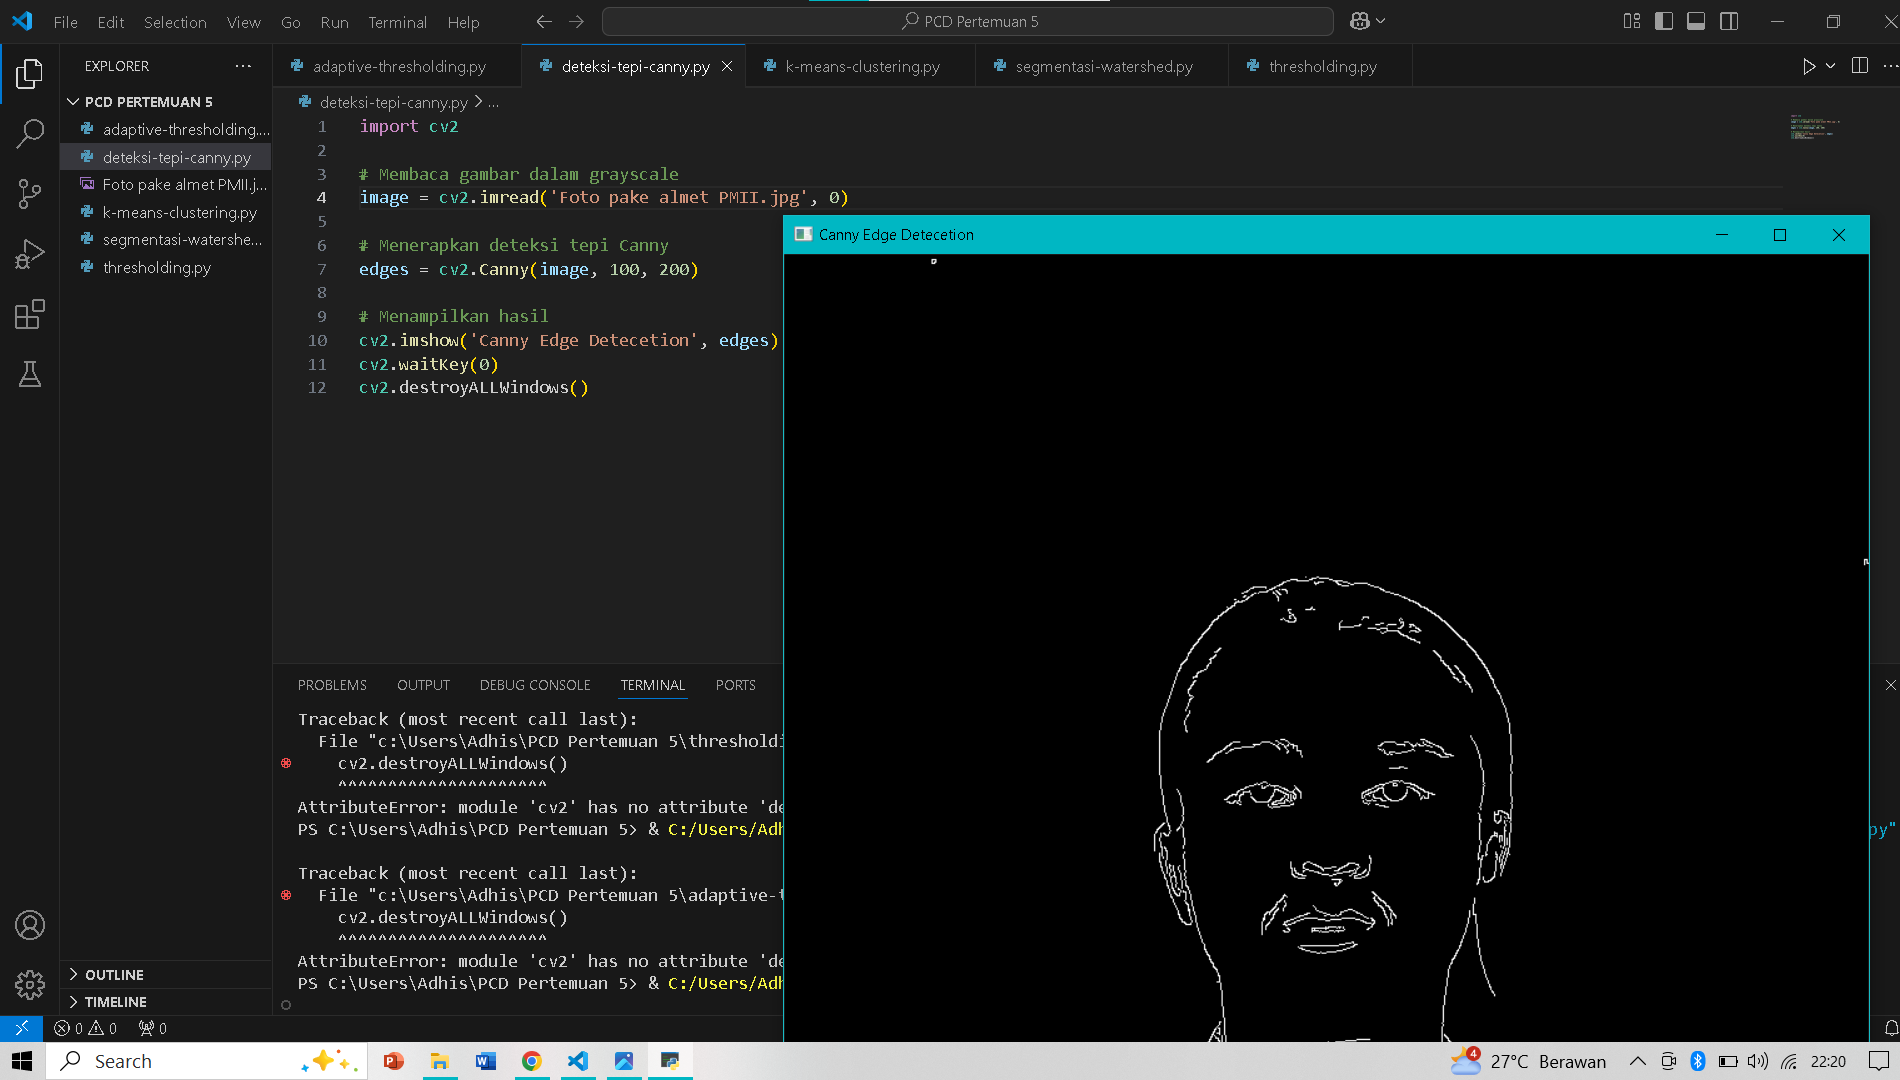 File Edit Selection View Go Run Terminal Help
PCD Pertemuan 5
EXPLORER
PCD PERTEMUAN 5
adaptive-thresholding....
deteksi-tepi-canny.py
Foto pake almet PMII.j...
k-means-clustering.py
segmentasi-watershe...
thresholding.py
OUTLINE
TIMELINE
adaptive-thresholding.py deteksi-tepi-canny.py k-means-clustering.py segmentasi-watershed.py thresholding.py
deteksi-tepi-canny.py > ...
1 import cv2
2
3 # Membaca gambar dalam grayscale
4 image = cv2.imread('Foto pake almet PMII.jpg', 0)
5
6 # Menerapkan deteksi tepi Canny
7 edges = cv2.Canny(image, 100, 200)
8
9 # Menampilkan hasil
10 cv2.imshow('Canny Edge Detecetion', edges)
11 cv2.waitKey(0)
12 cv2.destroyALLWindows()
Canny Edge Detecetion
PROBLEMS OUTPUT DEBUG CONSOLE TERMINAL PORTS
Traceback (most recent call last):
File "c:\Users\Adhis\PCD Pertemuan 5\thresholdi
cv2.destroyALLWindows()
^^^^^^^^^^^^^^^^^^^^^
AttributeError: module 'cv2' has no attribute 'de
PS C:\Users\Adhis\PCD Pertemuan 5> & C:/Users/Adh
py"
Traceback (most recent call last):
File "c:\Users\Adhis\PCD Pertemuan 5\adaptive-t
cv2.destroyALLWindows()
^^^^^^^^^^^^^^^^^^^^^
AttributeError: module 'cv2' has no attribute 'de
PS C:\Users\Adhis\PCD Pertemuan 5> & C:/Users/Adh
0 0 0
Search
4 27°C Berawan 22:20